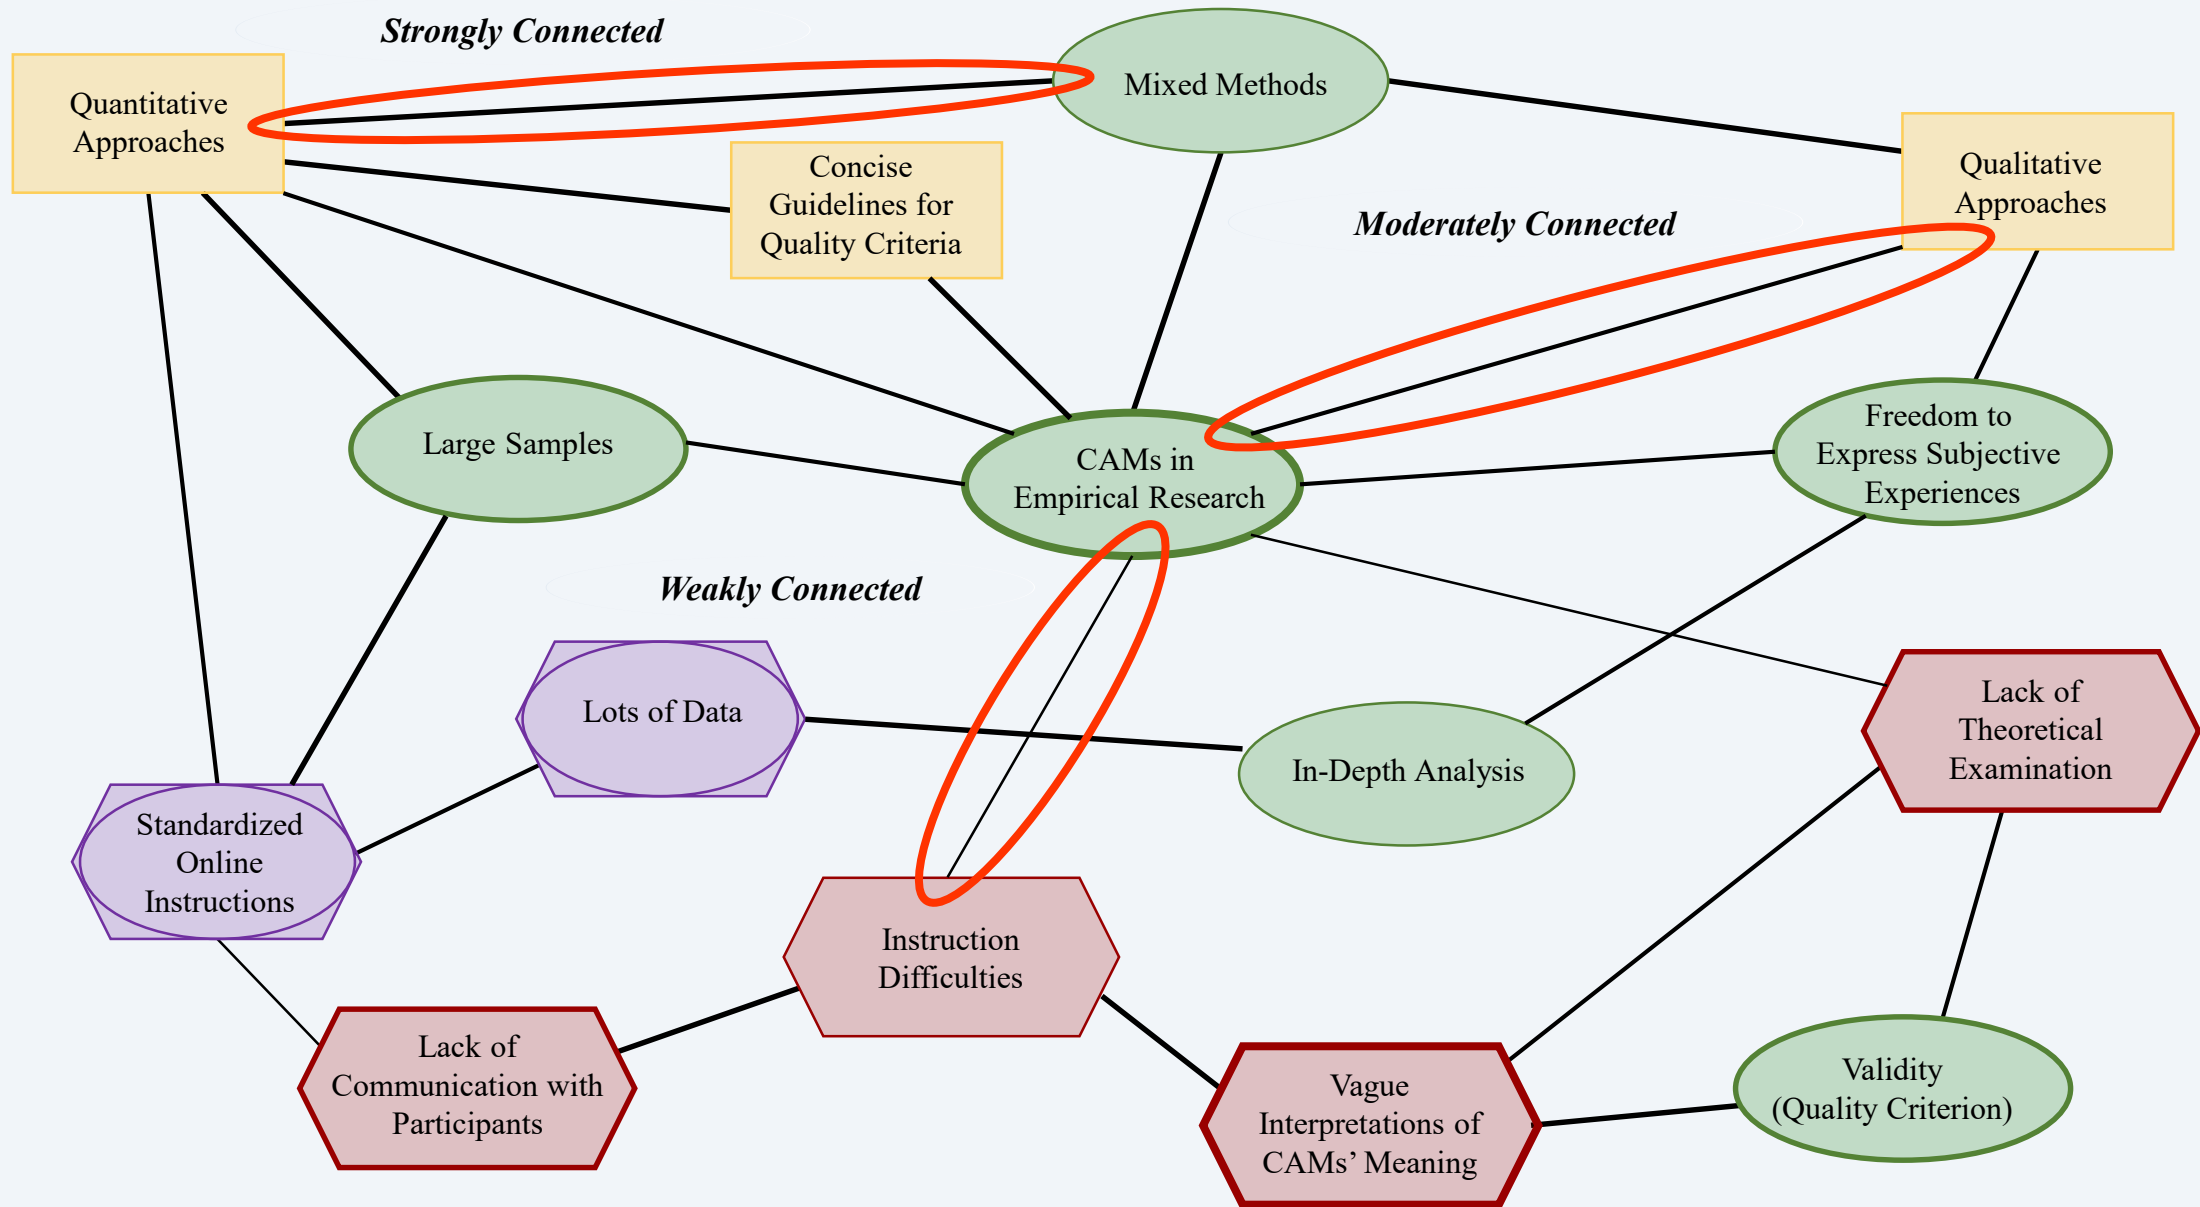 Strongly Connected
Quantitative
Approaches
Mixed Methods
Concise
Guidelines for
Quality Criteria
Moderately Connected
Qualitative
Approaches
Large Samples
CAMs in
Empirical Research
Freedom to
Express Subjective
Experiences
Weakly Connected
Lots of Data
In-Depth Analysis
Lack of
Theoretical
Examination
Standardized
Online
Instructions
Instruction
Difficulties
Lack of
Communication with
Participants
Vague
Interpretations of
CAMs’ Meaning
Validity
(Quality Criterion)